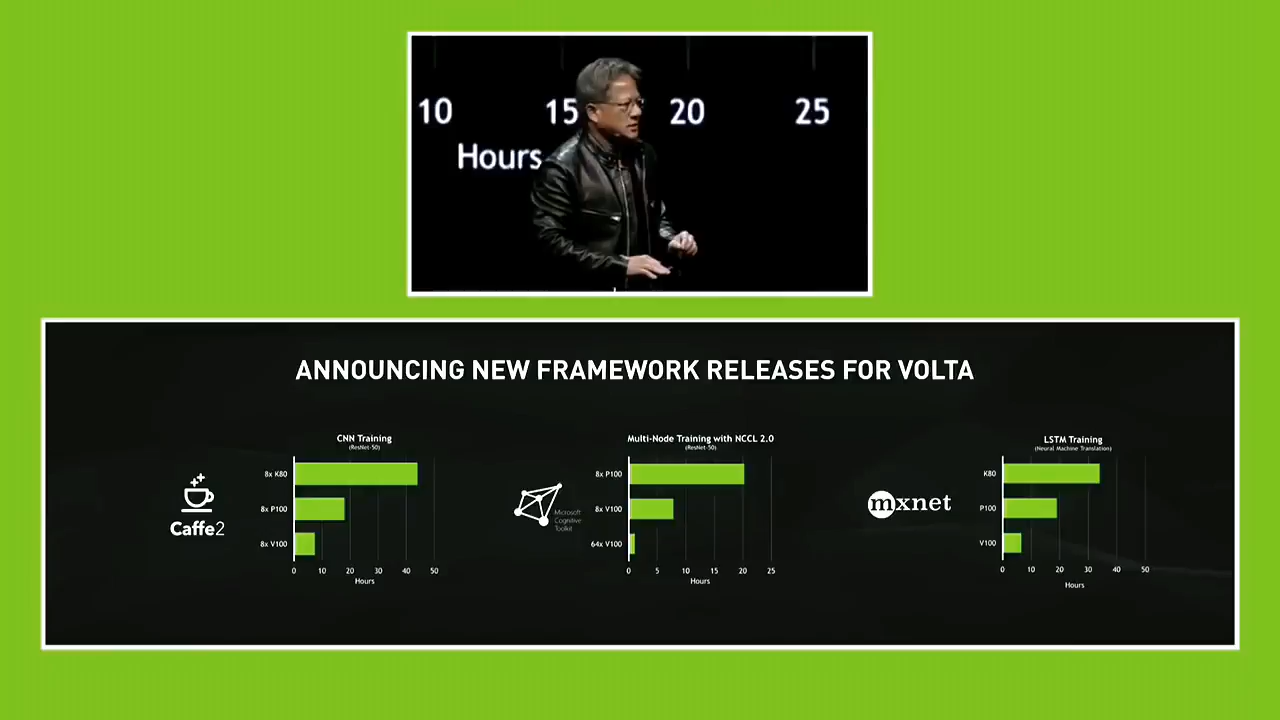 10 15 20 25
Hours
ANNOUNCING NEW FRAMEWORK RELEASES FOR VOLTA
Caffe2
CNN Training
(ResNet-50)
8x K80
8x P100
8x V100
0 10 20 30 40 50
Hours
Microsoft
Cognitive
Toolkit
Multi-Node Training with NCCL 2.0
(ResNet-50)
8x P100
8x V100
64x V100
0 5 10 15 20 25
Hours
mxnet
LSTM Training
(Neural Machine Translation)
K80
P100
V100
0 10 20 30 40 50
Hours